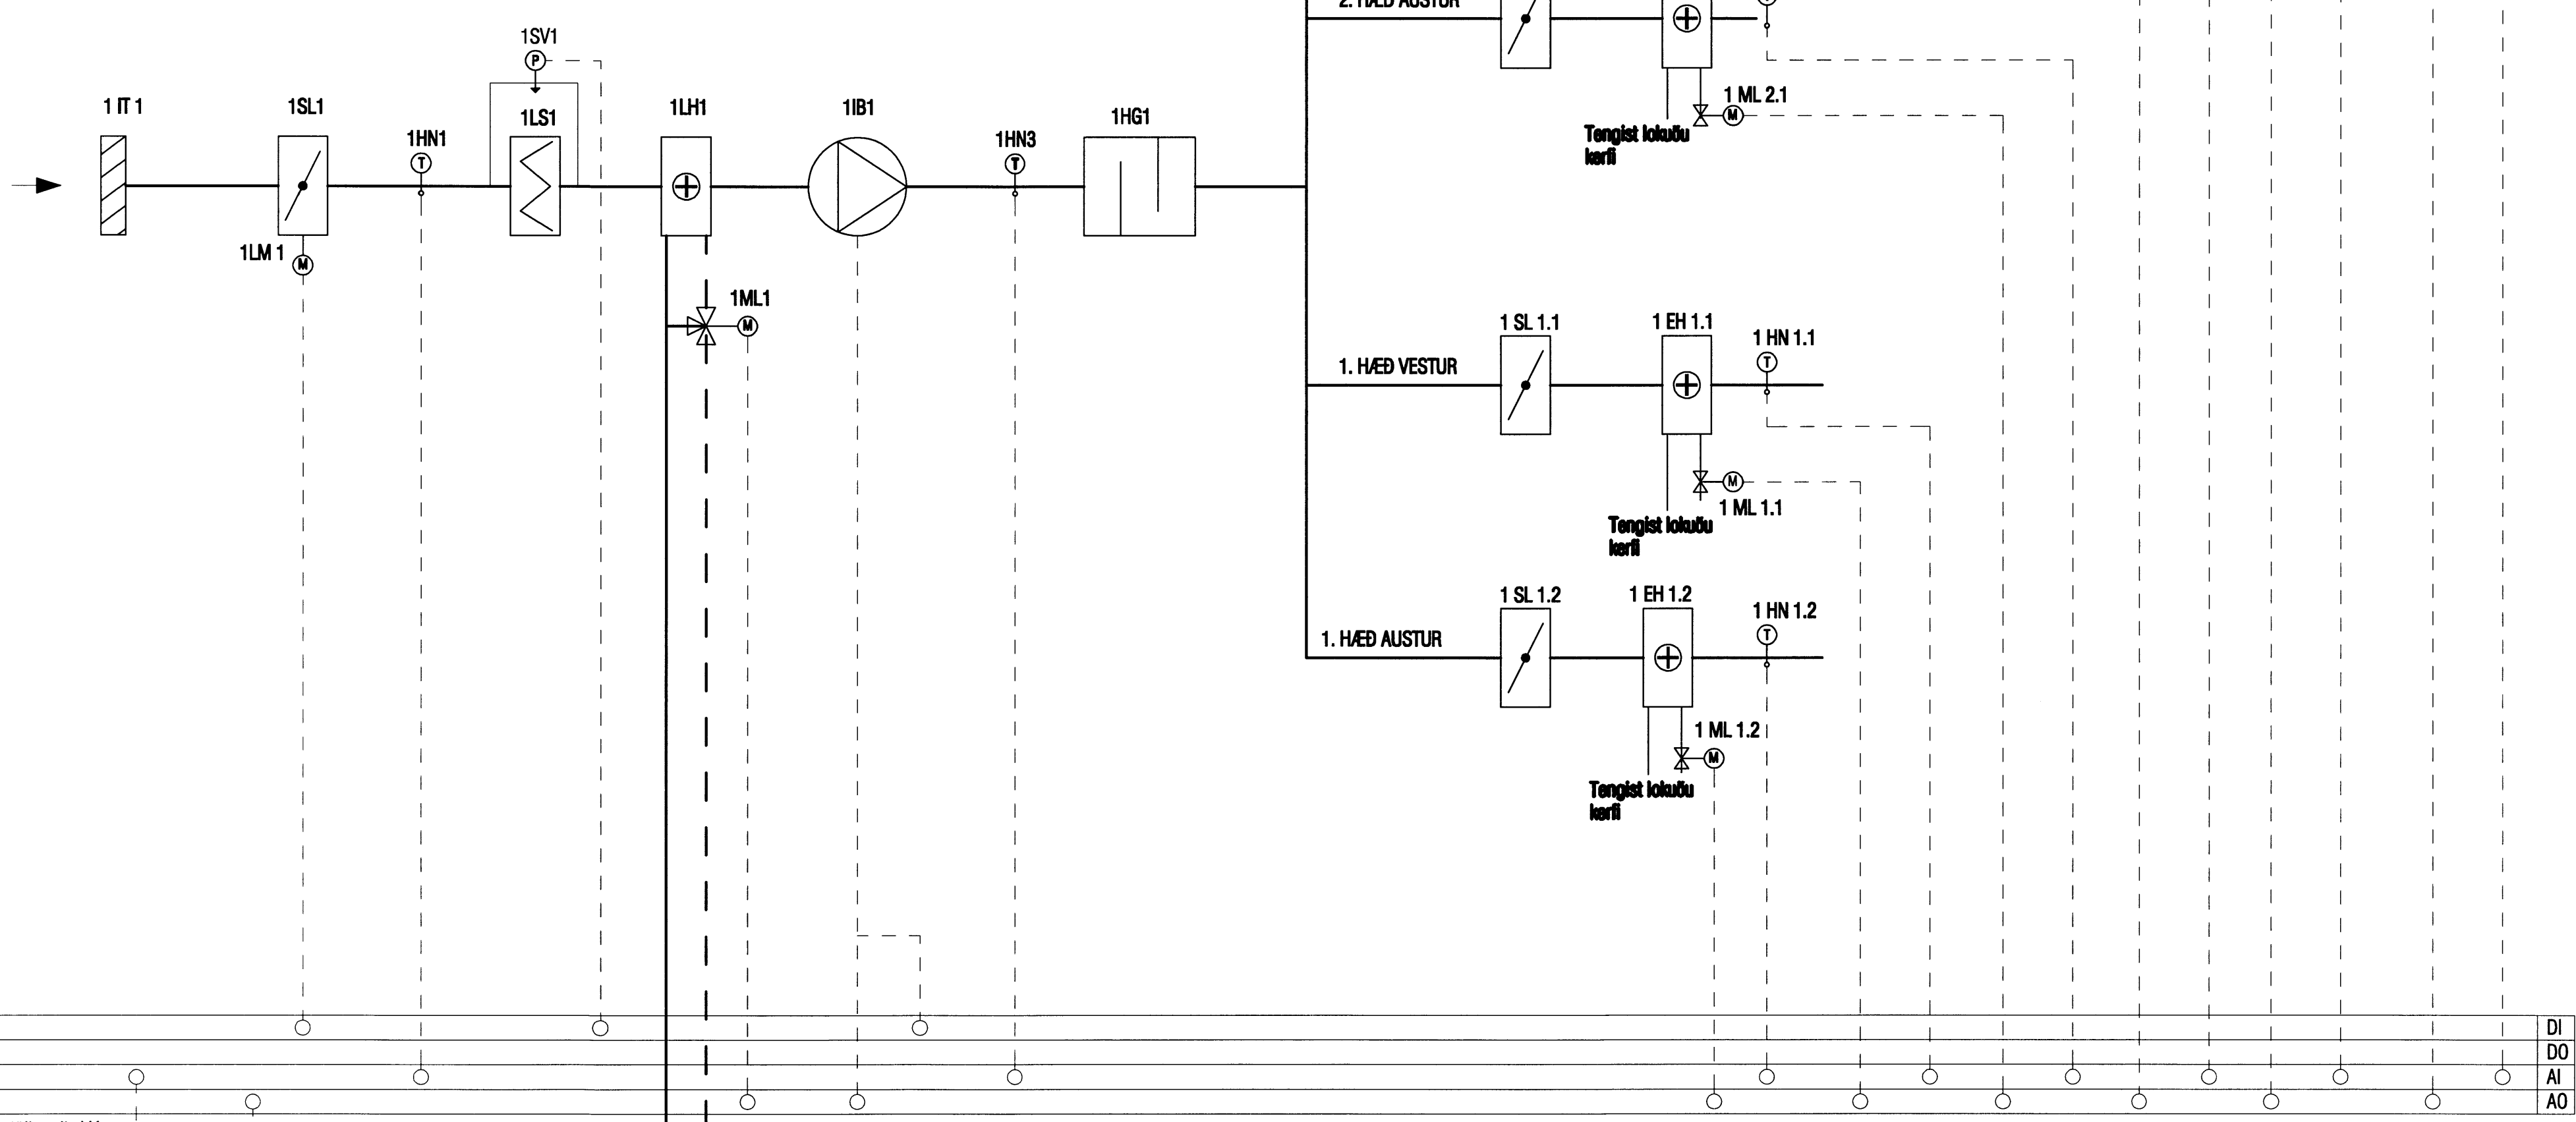 2. HÆÐ AUSTUR
1SV1
P
1 IT 1
1SL1
1HN1
T
1LS1
1LH1
1IB1
1HN3
T
1HG1
1 ML 2.1
M
Tengist lokuðu
kerfi
1LM 1
M
1ML1
M
1. HÆÐ VESTUR
1 SL 1.1
1 EH 1.1
1 HN 1.1
T
M
1 ML 1.1
Tengist lokuðu
kerfi
1. HÆÐ AUSTUR
1 SL 1.2
1 EH 1.2
1 HN 1.2
T
1 ML 1.2
M
Tengist lokuðu
kerfi
DI
DO
AI
AO